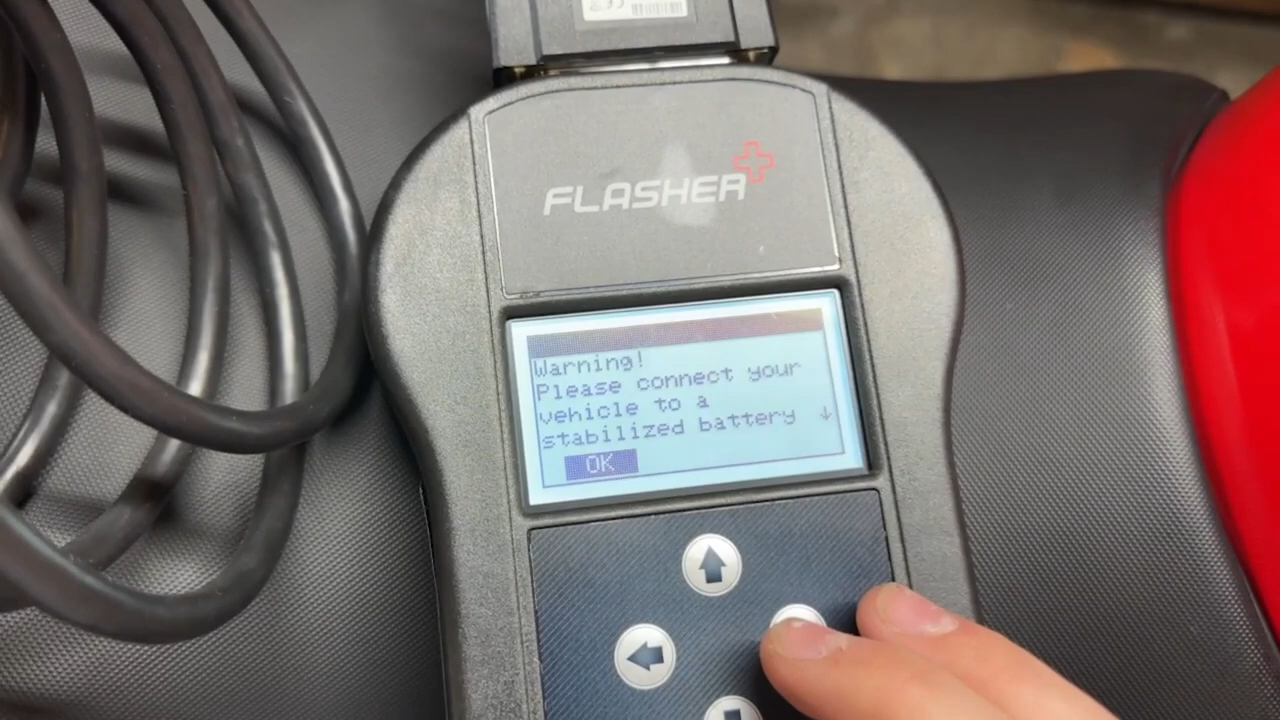 FLASHER
Warning!
Please connect your
vehicle to a
stabilized battery ↓
OK